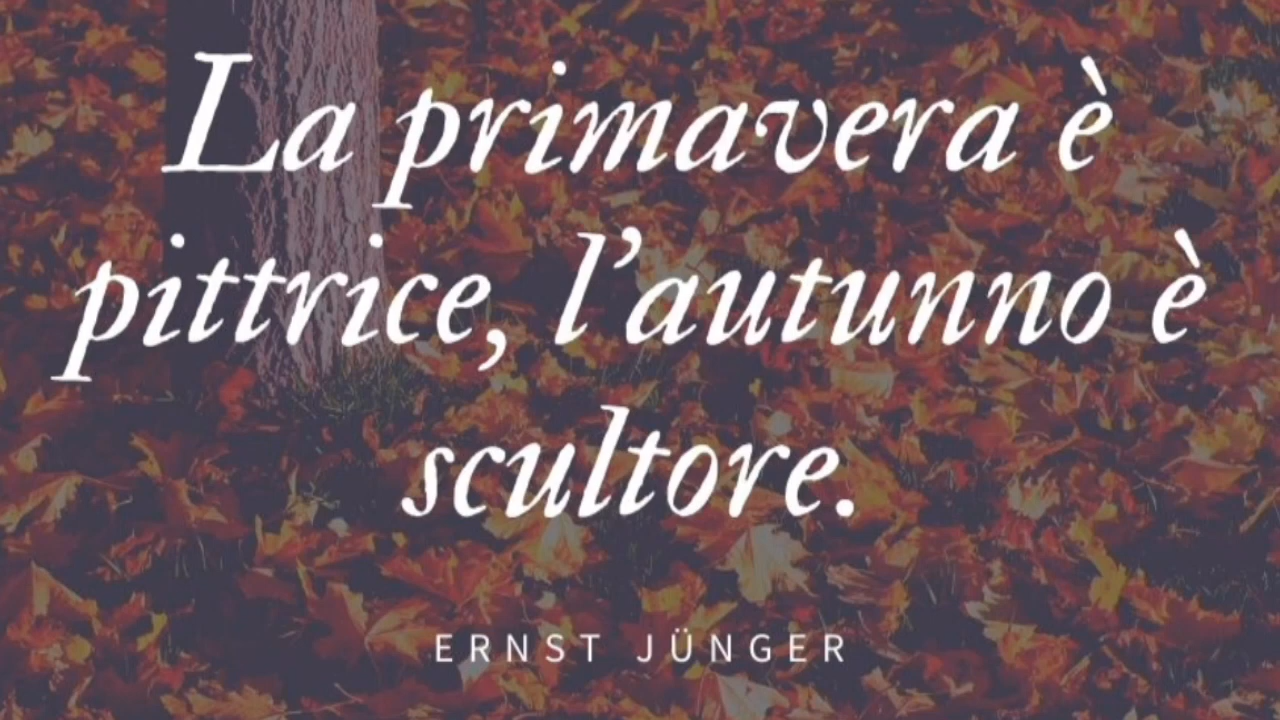 La primavera è
pittrice, l’autunno è
scultore.
ERNST JÜNGER